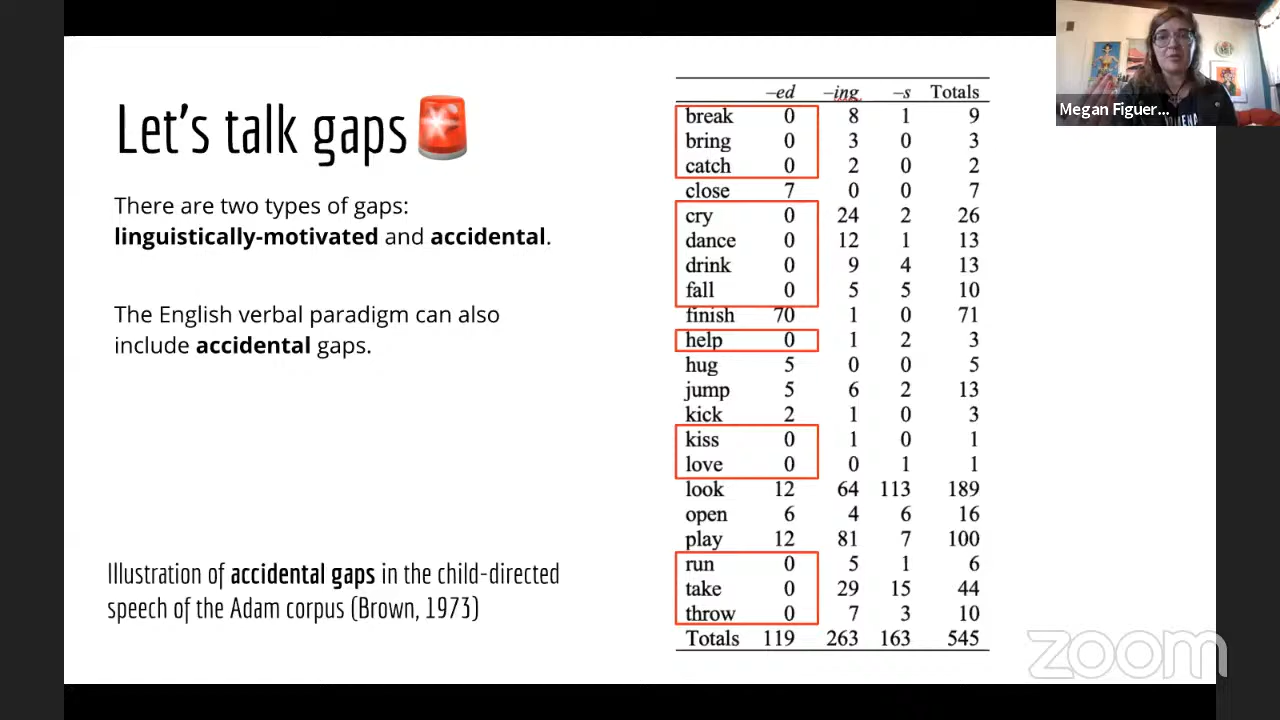 Let's talk gaps
There are two types of gaps:
linguistically-motivated and accidental.
The English verbal paradigm can also
include accidental gaps.
Illustration of accidental gaps in the child-directed
speech of the Adam corpus (Brown, 1973)
–ed –ing –s Totals
break 0 8 1 9
bring 0 3 0 3
catch 0 2 0 2
close 7 0 0 7
cry 0 24 2 26
dance 0 12 1 13
drink 0 9 4 13
fall 0 5 5 10
finish 70 1 0 71
help 0 1 2 3
hug 5 0 0 5
jump 5 6 2 13
kick 2 1 0 3
kiss 0 1 0 1
love 0 0 1 1
look 12 64 113 189
open 6 4 6 16
play 12 81 7 100
run 0 5 1 6
take 0 29 15 44
throw 0 7 3 10
Totals 119 263 163 545
Megan Figuer...
zoom